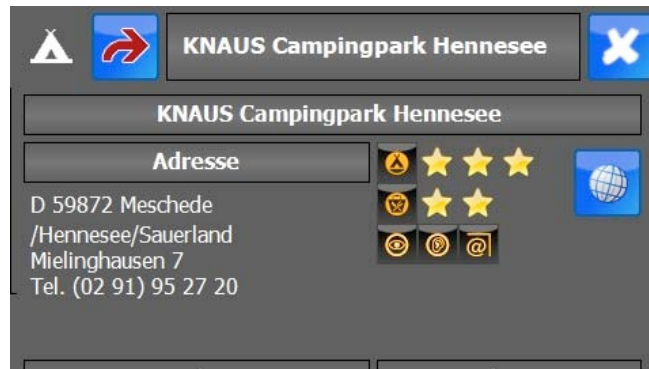 KNAUS Campingpark Hennesee
KNAUS Campingpark Hennesee
Adresse
D 59872 Meschede
/Hennesee/Sauerland
Mielinghausen 7
Tel. (02 91) 95 27 20
@